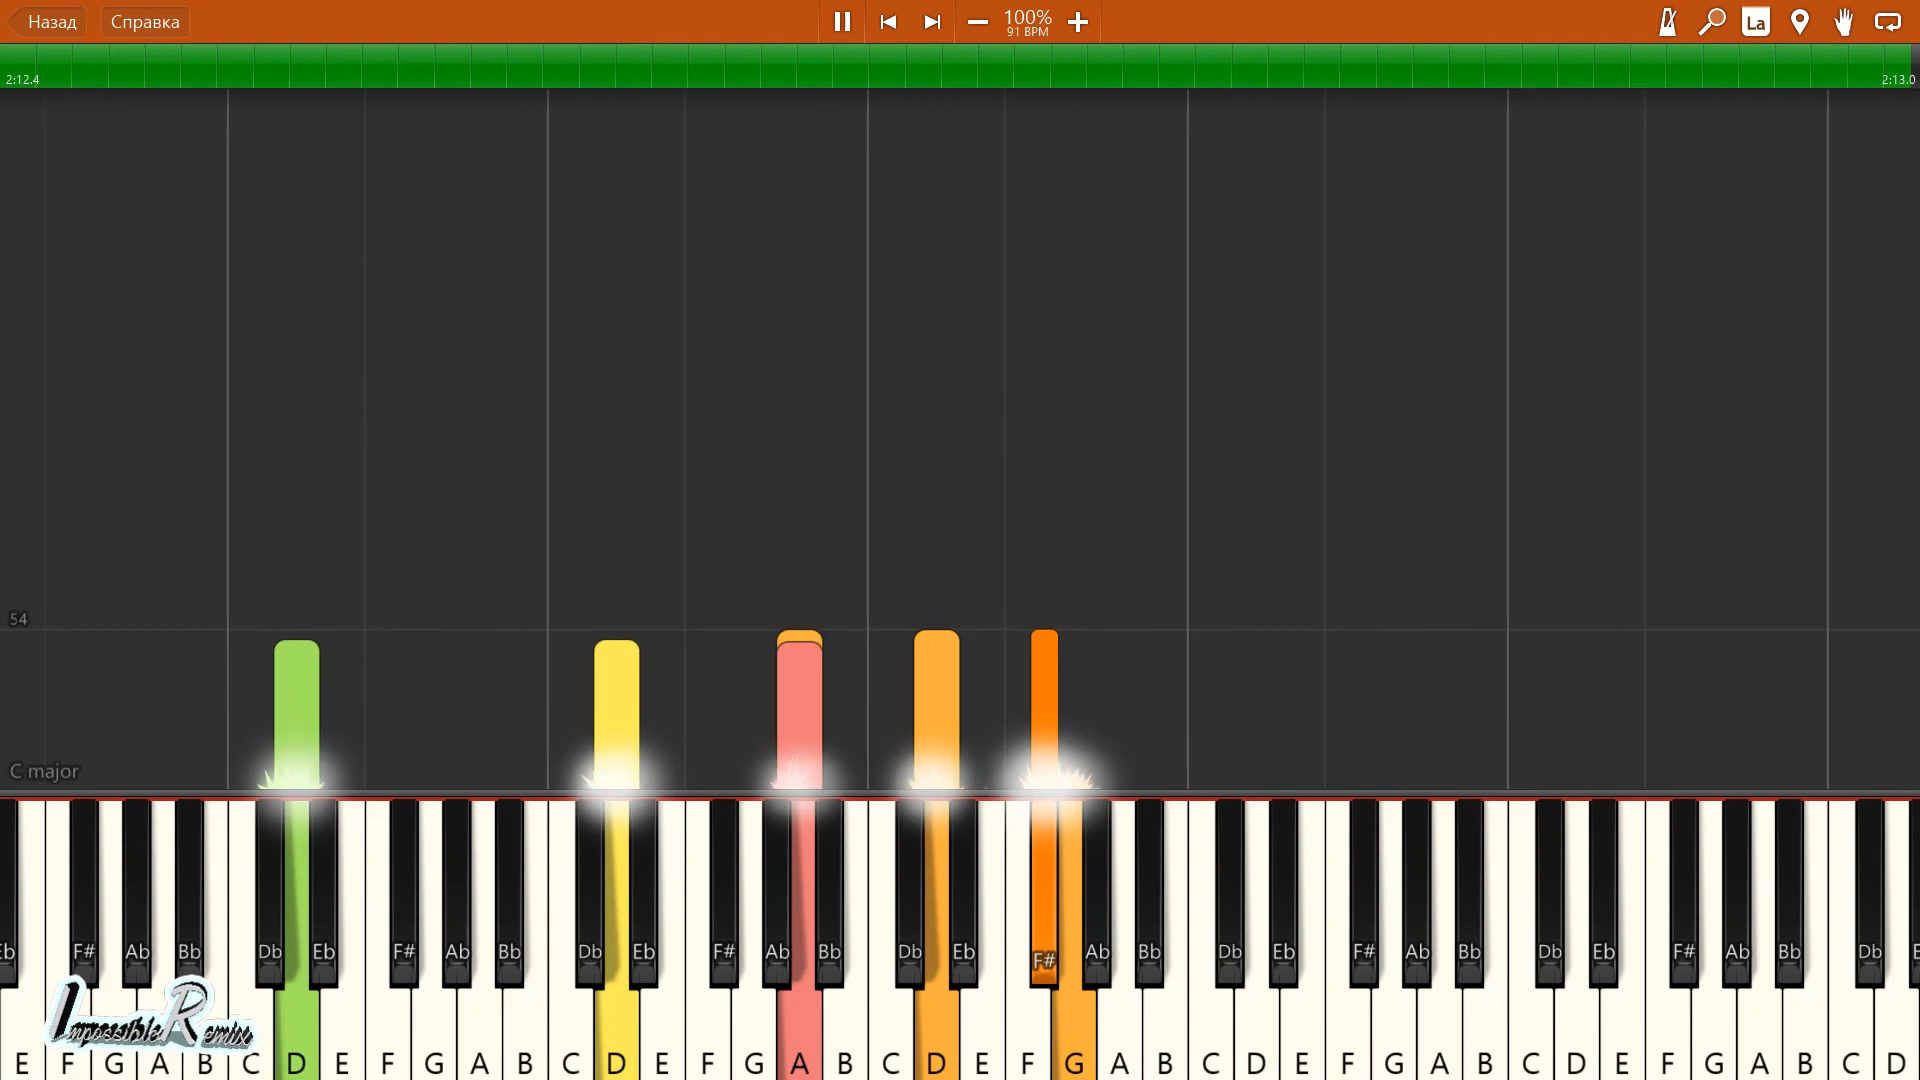 Назад Справка 100% La
91 BPM
2:12.4 2:13.0
54
C major
Eb F# Ab Bb Db Eb F# Ab Bb Db Eb F# Ab Bb Db Eb F# Ab Bb Db Eb F# Ab Bb Db Eb F# Ab Bb Db E
Impossible Remix
E F G A B C D E F G A B C D E F G A B C D E F G A B C D E F G A B C D E F G A B C D